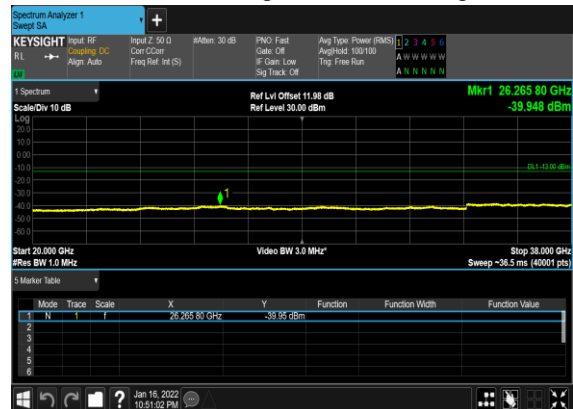 Spectrum Analyzer 1
Swept SA
+
KEYSIGHT Input: RF Input Z: 50 Ω #Atten: 30 dB PNO: Fast Avg Type: Power (RMS) 1 2 3 4 5 6
RL Coupling: DC Corr CCorr Gate: Off Avg|Hold: 100/100 A W W W W W
Align: Auto Freq Ref: Int (S) IF Gain: Low Trig: Free Run
LU Sig Track: Off A N N N N N
1 Spectrum Ref Lvl Offset 11.98 dB Mkr1 26.265 80 GHz
Scale/Div 10 dB Ref Level 30.00 dBm -39.948 dBm
Log
20.0
10.0
0.00
-10.0 DL1 -13.00 dBm
-20.0
-30.0 1
-40.0
-50.0
-60.0
Start 20.000 GHz Video BW 3.0 MHz* Stop 38.000 GHz
#Res BW 1.0 MHz Sweep ~36.5 ms (40001 pts)
5 Marker Table
Mode Trace Scale X Y Function Function Width Function Value
1 N 1 f 26.265 80 GHz -39.95 dBm
2
3
4
5
6
? Jan 16, 2022
10:51:02 PM